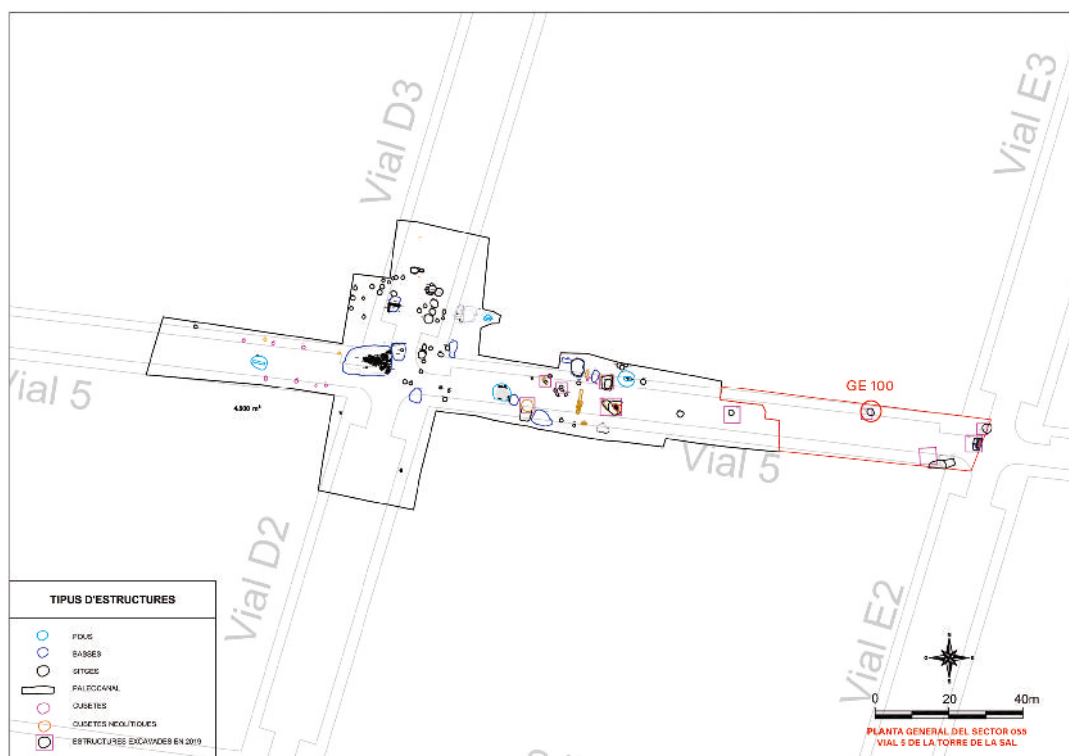 Vial D3
Vial E3
GE 100
Vial 5
4.800 m²
Vial 5
Vial D2
Vial E2
TIPUS D'ESTRUCTURES
POUS
BASSES
SITGES
PALEOCANAL
CUBETES
CUBETES NEOLÍTIQUES
ESTRUCTURES EXCAVADES EN 2019
0 20 40m
PLANTA GENERAL DEL SECTOR 055
VIAL 5 DE LA TORRE DE LA SAL